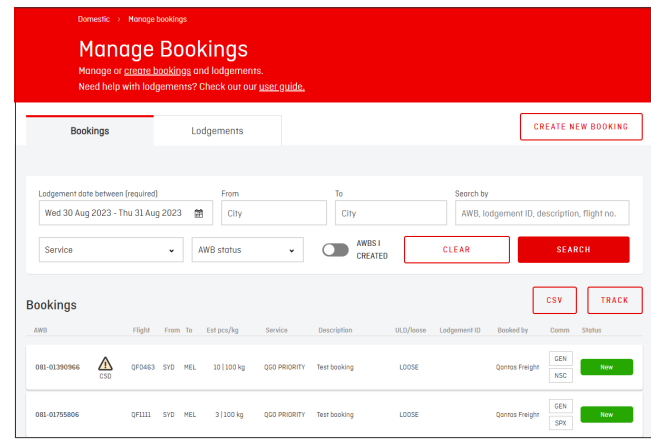 Domestic > Manage bookings
Manage Bookings
Manage or create bookings and lodgements.
Need help with lodgements? Check out our user guide.
Bookings Lodgements CREATE NEW BOOKING
Lodgement date between (required) From To Search by
Wed 30 Aug 2023 - Thu 31 Aug 2023 City City AWB, lodgement ID, description, flight no.
Service AWB status AWBS I CREATED CLEAR SEARCH
Bookings CSV TRACK
AWB Flight From To Est pcs/kg Service Description ULD/loose Lodgement ID Booked by Comm Status
081-01390966 CSD QF0463 SYD MEL 10 | 100 kg QGO PRIORITY Test booking LOOSE Qantas Freight GEN NSC New
081-01755806 QF1111 SYD MEL 3 | 100 kg QGO PRIORITY Test booking LOOSE Qantas Freight GEN SPX New